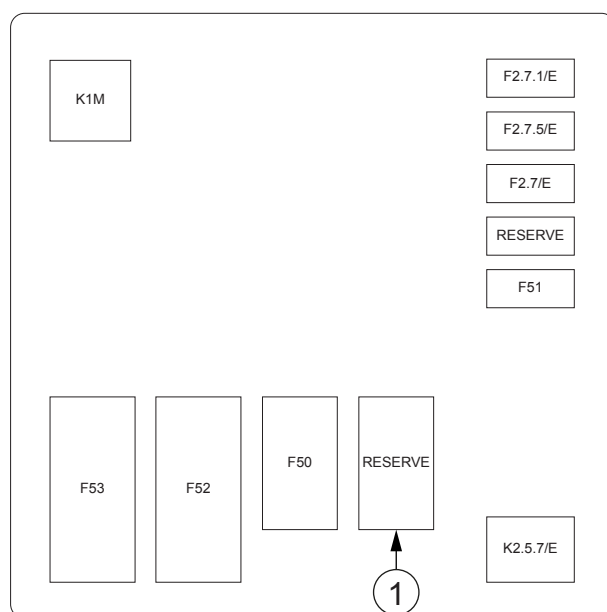 K1M
F2.7.1/E
F2.7.5/E
F2.7/E
RESERVE
F51
F53
F52
F50
RESERVE
K2.5.7/E
1